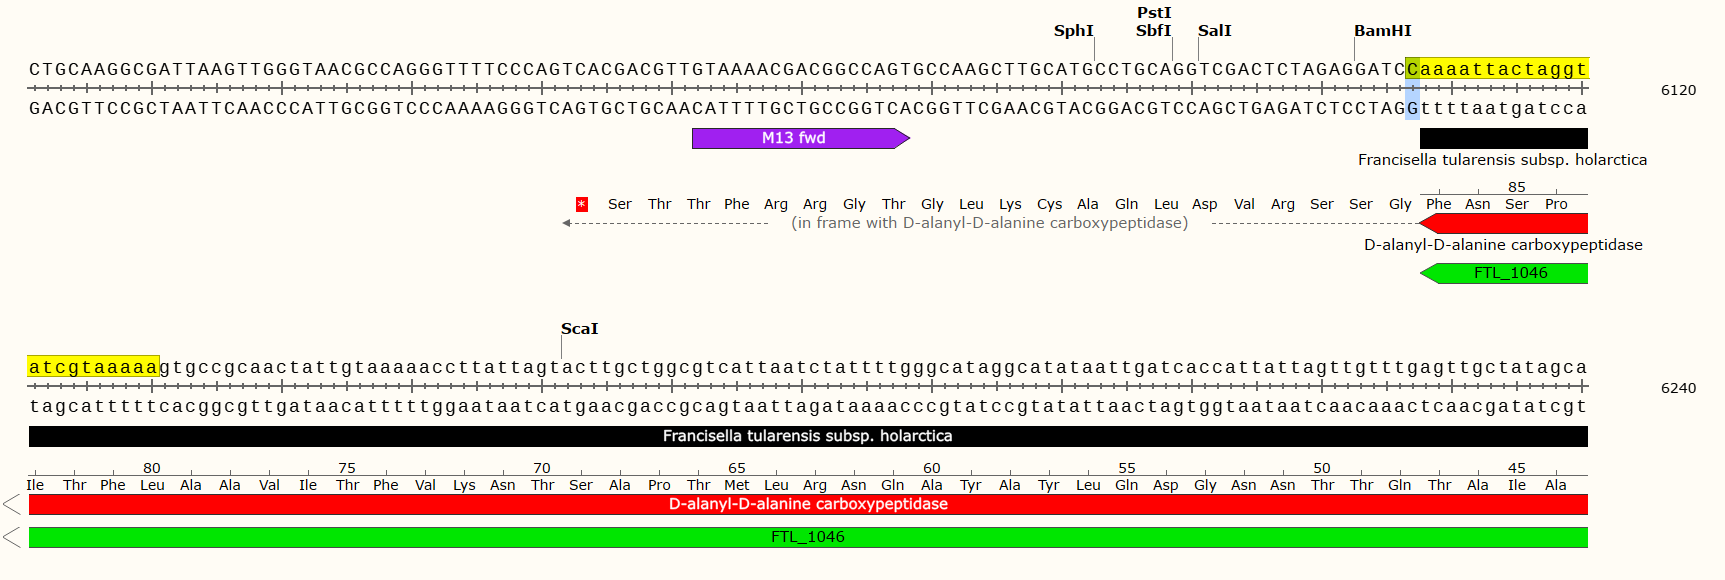 PstI
SphI SbfI SalI BamHI
CTGCAAGGCGATTAAGTTGGGTAACGCCAGGGTTTTCCCAGTCACGACGTTGTAAAACGACGGCCAGTGCCAAGCTTGCATGCCTGCAGGTCGACTCTAGAGGATCCaaaattactaggt
6120
GACGTTCCGCTAATTCAACCCATTGCGGTCCCAAAAGGGTCAGTGCTGCAACATTTTGCTGCCGGTCACGGTTCGAACGTACGGACGTCCAGCTGAGATCTCCTAGGttttaatgatcca
M13 fwd
Francisella tularensis subsp. holarctica
85
* Ser Thr Thr Phe Arg Arg Gly Thr Gly Leu Lys Cys Ala Gln Leu Asp Val Arg Ser Ser Gly Phe Asn Ser Pro
(in frame with D-alanyl-D-alanine carboxypeptidase)
D-alanyl-D-alanine carboxypeptidase
FTL_1046
ScaI
atcgtaaaaagtgccgcaactattgtaaaaaccttattagtacttgctggcgtcattaatctattttgggcataggcatataattgatcaccattattagttgtttgagttgctatagca
6240
tagcatttttcacggcgttgataacatttttggaataatcatgaacgaccgcagtaattagataaaacccgtatccgtatattaactagtggtaataatcaacaaactcaacgatatcgt
Francisella tularensis subsp. holarctica
80 75 70 65 60 55 50 45
Ile Thr Phe Leu Ala Ala Val Ile Thr Phe Val Lys Asn Thr Ser Ala Pro Thr Met Leu Arg Asn Gln Ala Tyr Ala Tyr Leu Gln Asp Gly Asn Asn Thr Thr Gln Thr Ala Ile Ala
D-alanyl-D-alanine carboxypeptidase
FTL_1046